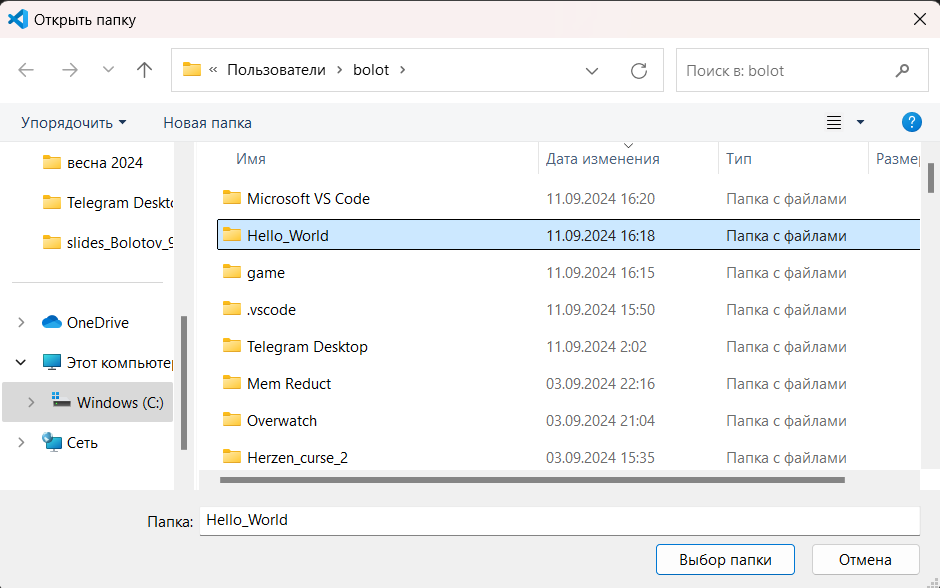 Открыть папку
« Пользователи › bolot ›
Поиск в: bolot
Упорядочить Новая папка
весна 2024
Telegram Deskto
slides_Bolotov_9
OneDrive
Этот компьютер
Windows (C:)
Сеть
Имя Дата изменения Тип Размер
Microsoft VS Code 11.09.2024 16:20 Папка с файлами
Hello_World 11.09.2024 16:18 Папка с файлами
game 11.09.2024 16:15 Папка с файлами
.vscode 11.09.2024 15:50 Папка с файлами
Telegram Desktop 11.09.2024 2:02 Папка с файлами
Mem Reduct 03.09.2024 22:16 Папка с файлами
Overwatch 03.09.2024 21:04 Папка с файлами
Herzen_curse_2 03.09.2024 15:35 Папка с файлами
Папка: Hello_World
Выбор папки Отмена